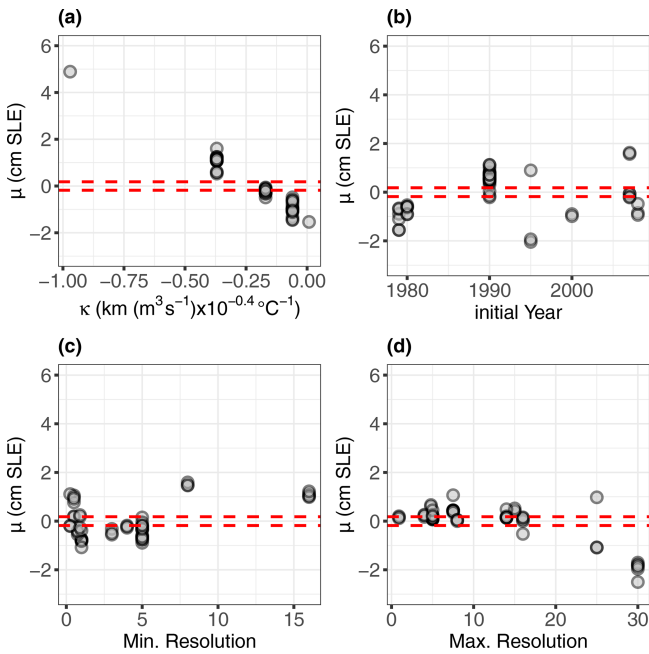 (a)
6
4
2
0
−2
μ (cm SLE)
−1.00 −0.75 −0.50 −0.25 0.00
κ (km (m³s⁻¹)x10⁻⁰·⁴°C⁻¹)
(b)
6
4
2
0
−2
μ (cm SLE)
1980 1990 2000
initial Year
(c)
6
4
2
0
−2
μ (cm SLE)
0 5 10 15
Min. Resolution
(d)
6
4
2
0
−2
μ (cm SLE)
0 10 20 30
Max. Resolution